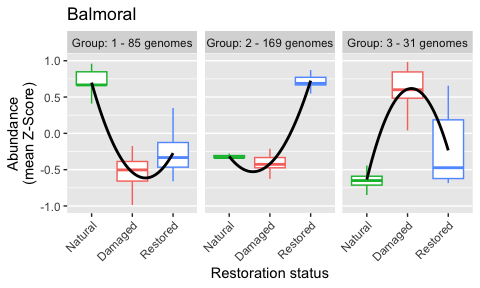 Balmoral
Group: 1 - 85 genomes
Group: 2 - 169 genomes
Group: 3 - 31 genomes
Abundance
(mean Z-Score)
1.0
0.5
0.0
-0.5
-1.0
Natural
Damaged
Restored
Natural
Damaged
Restored
Natural
Damaged
Restored
Restoration status